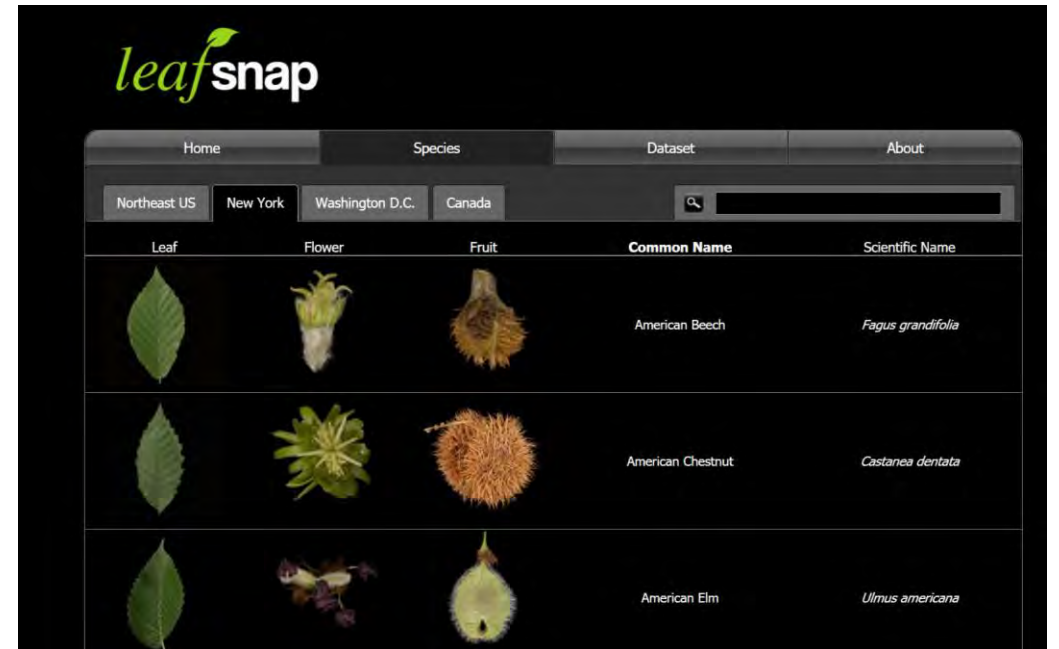 leafsnap
Home Species Dataset About
Northeast US New York Washington D.C. Canada
Leaf Flower Fruit Common Name Scientific Name
American Beech Fagus grandifolia
American Chestnut Castanea dentata
American Elm Ulmus americana